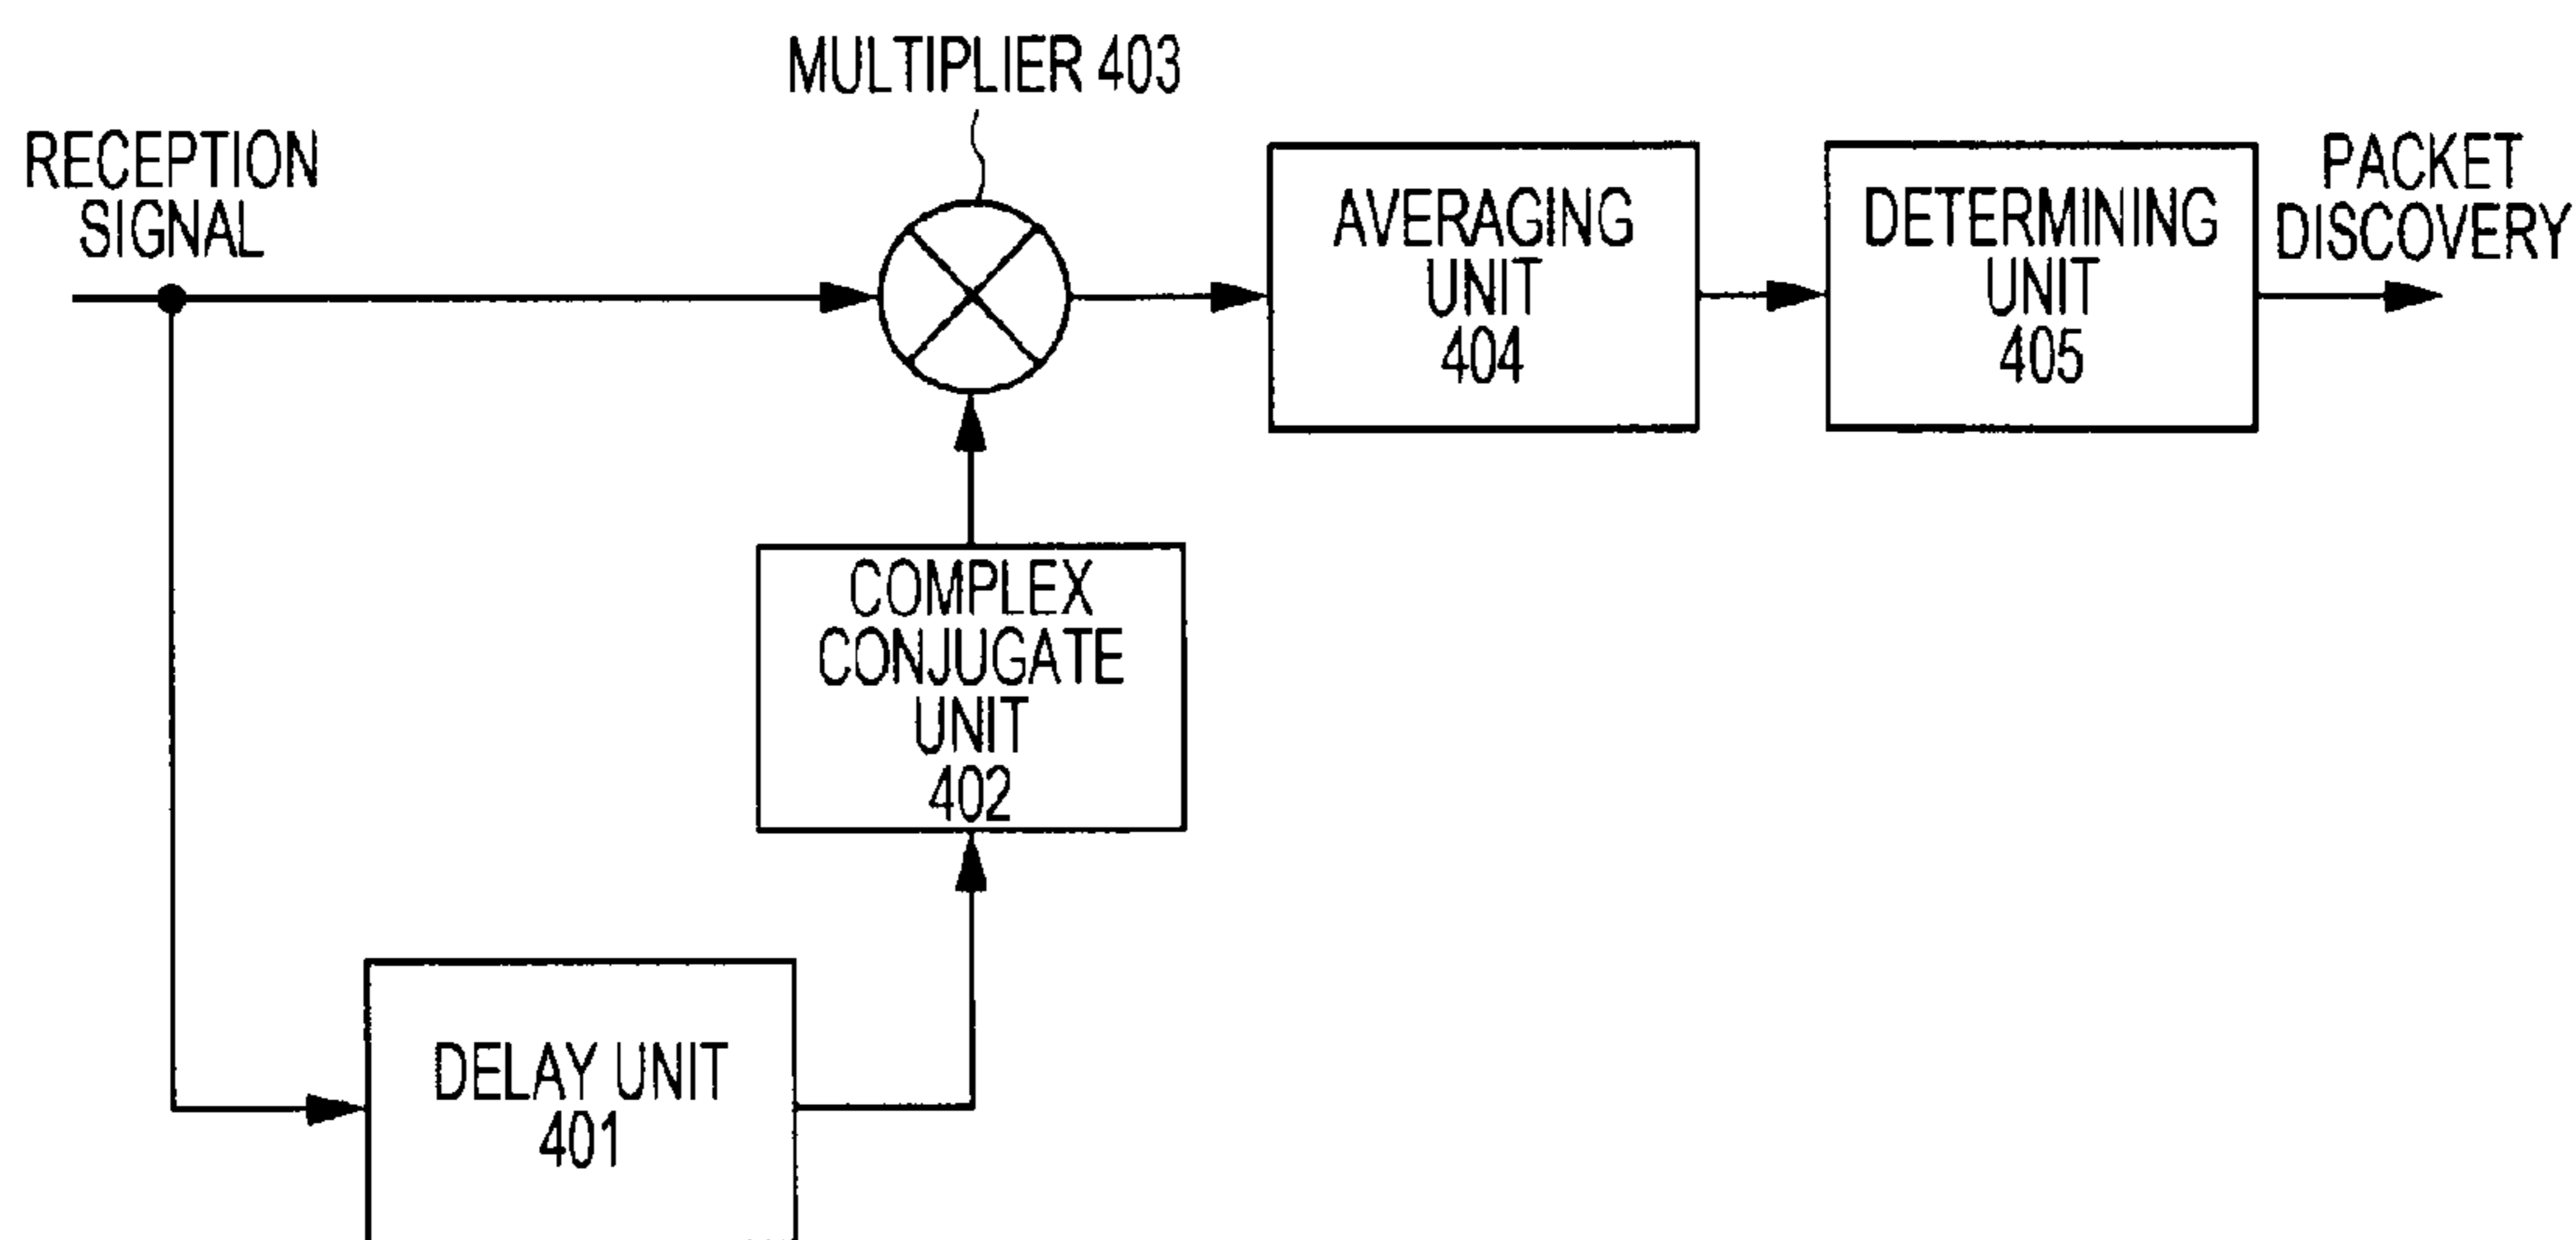 MULTIPLIER 403
RECEPTION
SIGNAL
AVERAGING
UNIT
404
DETERMINING
UNIT
405
PACKET
DISCOVERY
COMPLEX
CONJUGATE
UNIT
402
DELAY UNIT
401